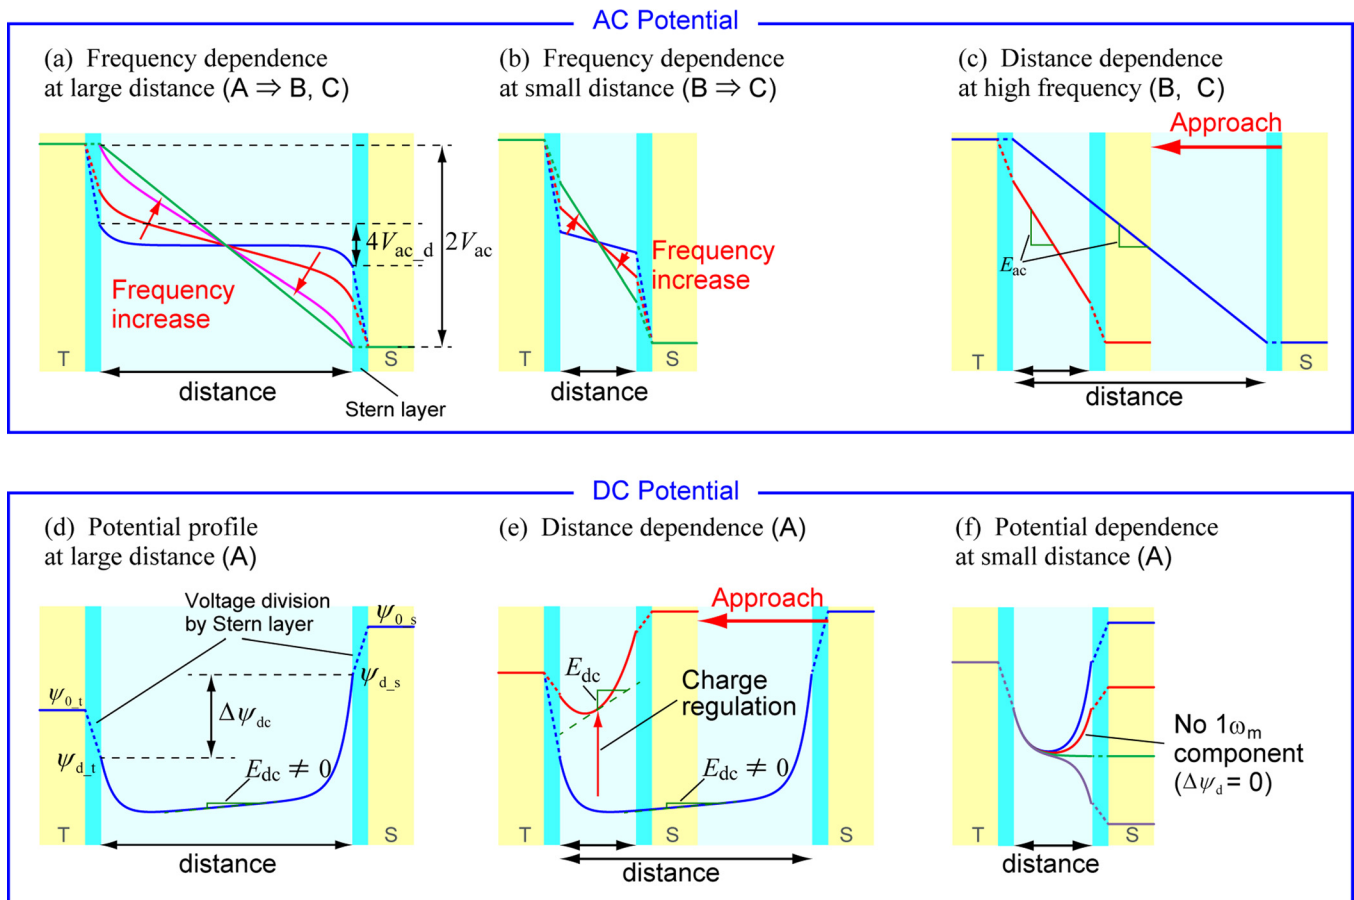 AC Potential
(a) Frequency dependence
at large distance (A ⇒ B, C)
4Vac_d
2Vac
Frequency
increase
T
S
distance
Stern layer
(b) Frequency dependence
at small distance (B ⇒ C)
Frequency
increase
T
S
distance
(c) Distance dependence
at high frequency (B, C)
Approach
Eac
T
S
distance
DC Potential
(d) Potential profile
at large distance (A)
Voltage division
by Stern layer
ψ0_s
ψd_s
ψ0_t
Δψdc
ψd_t
Edc ≠ 0
T
S
distance
(e) Distance dependence (A)
Approach
Edc
Charge
regulation
Edc ≠ 0
T
S
S
distance
(f) Potential dependence
at small distance (A)
No 1ωm
component
(Δψd = 0)
T
S
distance